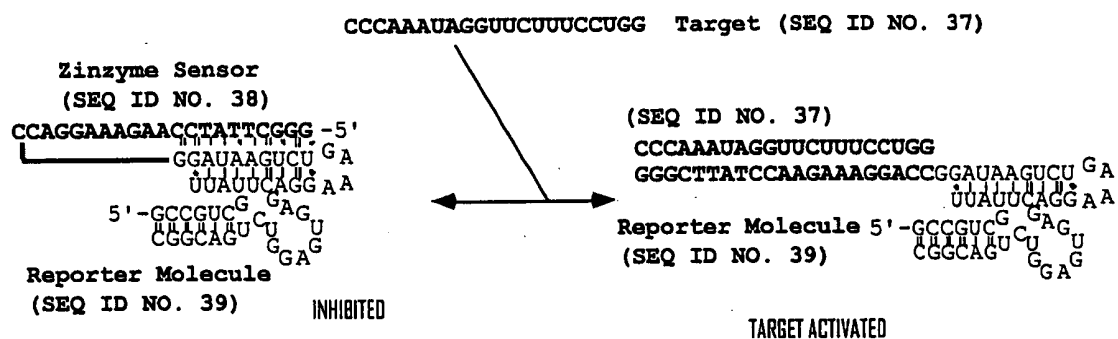 CCCAAAUAGGUUCUUUCCUGG Target (SEQ ID NO. 37)
Zinzyme Sensor
(SEQ ID NO. 38)
CCAGGAAAGAACCTATTCGGG-5'
GGAUAAGUCU G A A A
UUAUUCAGG
5'-GCCGUC G GAG U G
CGGCAG U C U GGAG
Reporter Molecule
(SEQ ID NO. 39)
INHIBITED
(SEQ ID NO. 37)
CCCAAAUAGGUUCUUUCCUGG
GGGCTTATCCAAGAAAGGACCGGAUAAGUCU G A A A
Reporter Molecule 5'-GCCGUC
(SEQ ID NO. 39)
TARGET ACTIVATED